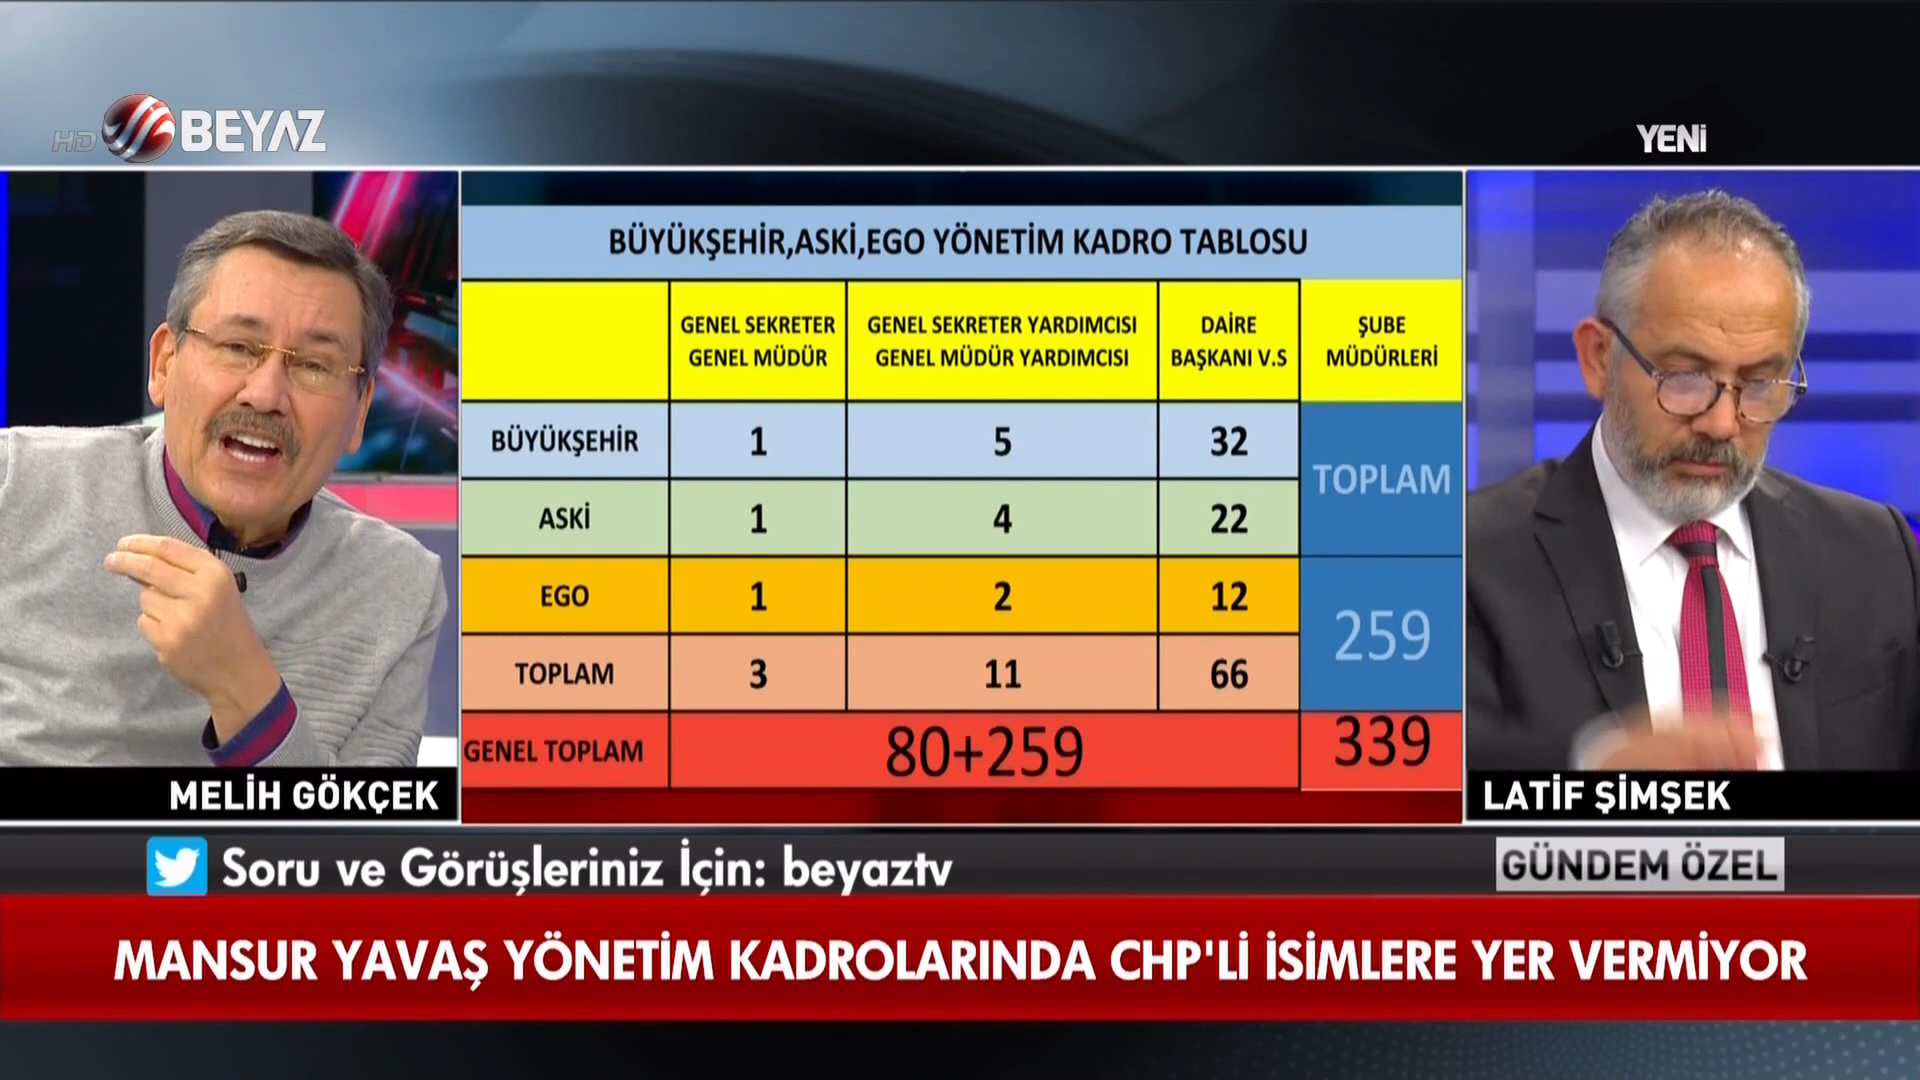 HD BEYAZ
YENİ
BÜYÜKŞEHİR,ASKİ,EGO YÖNETİM KADRO TABLOSU
GENEL SEKRETER
GENEL MÜDÜR
GENEL SEKRETER YARDIMCISI
GENEL MÜDÜR YARDIMCISI
DAİRE
BAŞKANI V.S
ŞUBE
MÜDÜRLERİ
BÜYÜKŞEHİR 1 5 32
TOPLAM
ASKİ 1 4 22
EGO 1 2 12
259
TOPLAM 3 11 66
GENEL TOPLAM 80+259 339
MELİH GÖKÇEK
LATİF ŞİMŞEK
Soru ve Görüşleriniz İçin: beyaztv
GÜNDEM ÖZEL
MANSUR YAVAŞ YÖNETİM KADROLARINDA CHP'Lİ İSİMLERE YER VERMİYOR